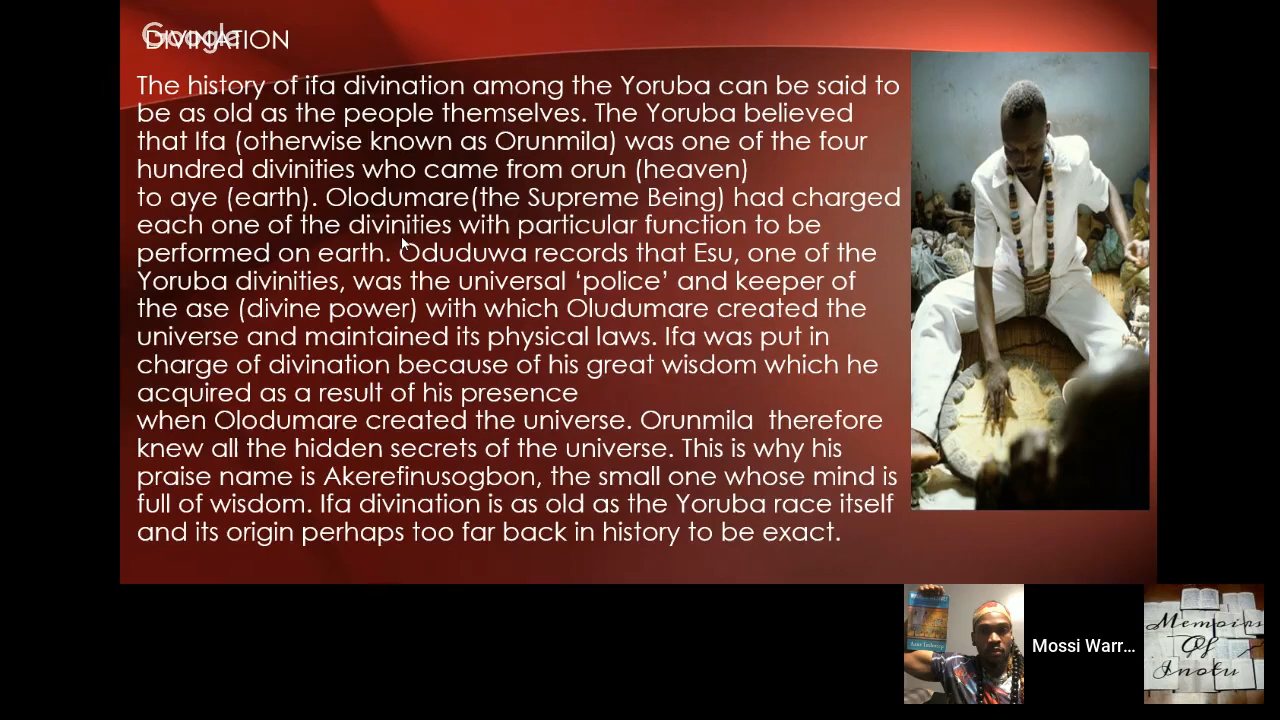 Google
DIVINATION
The history of ifa divination among the Yoruba can be said to
be as old as the people themselves. The Yoruba believed
that Ifa (otherwise known as Orunmila) was one of the four
hundred divinities who came from orun (heaven)
to aye (earth). Olodumare(the Supreme Being) had charged
each one of the divinities with particular function to be
performed on earth. Oduduwa records that Esu, one of the
Yoruba divinities, was the universal ‘police’ and keeper of
the ase (divine power) with which Oludumare created the
universe and maintained its physical laws. Ifa was put in
charge of divination because of his great wisdom which he
acquired as a result of his presence
when Olodumare created the universe. Orunmila  therefore
knew all the hidden secrets of the universe. This is why his
praise name is Akerefinusogbon, the small one whose mind is
full of wisdom. Ifa divination is as old as the Yoruba race itself
and its origin perhaps too far back in history to be exact.
Mossi Warr...
Memoirs
Of